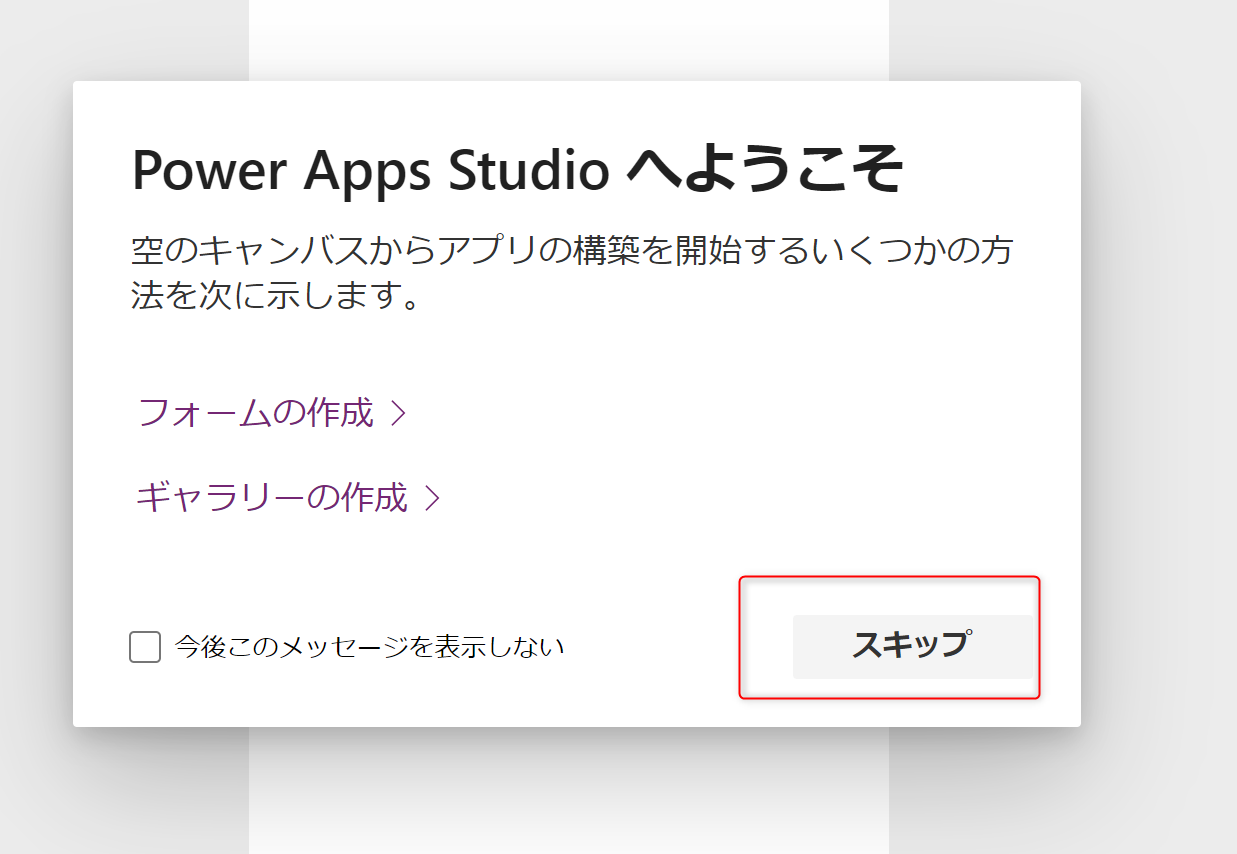 Power Apps Studio へようこそ
空のキャンバスからアプリの構築を開始するいくつかの方
法を次に示します。
フォームの作成
ギャラリーの作成
今後このメッセージを表示しない
スキップ